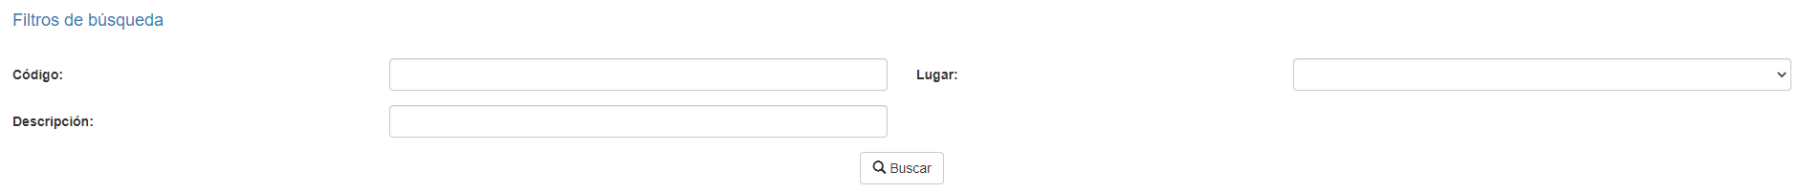 Filtros de búsqueda
Código: Lugar:
Descripción:
Buscar